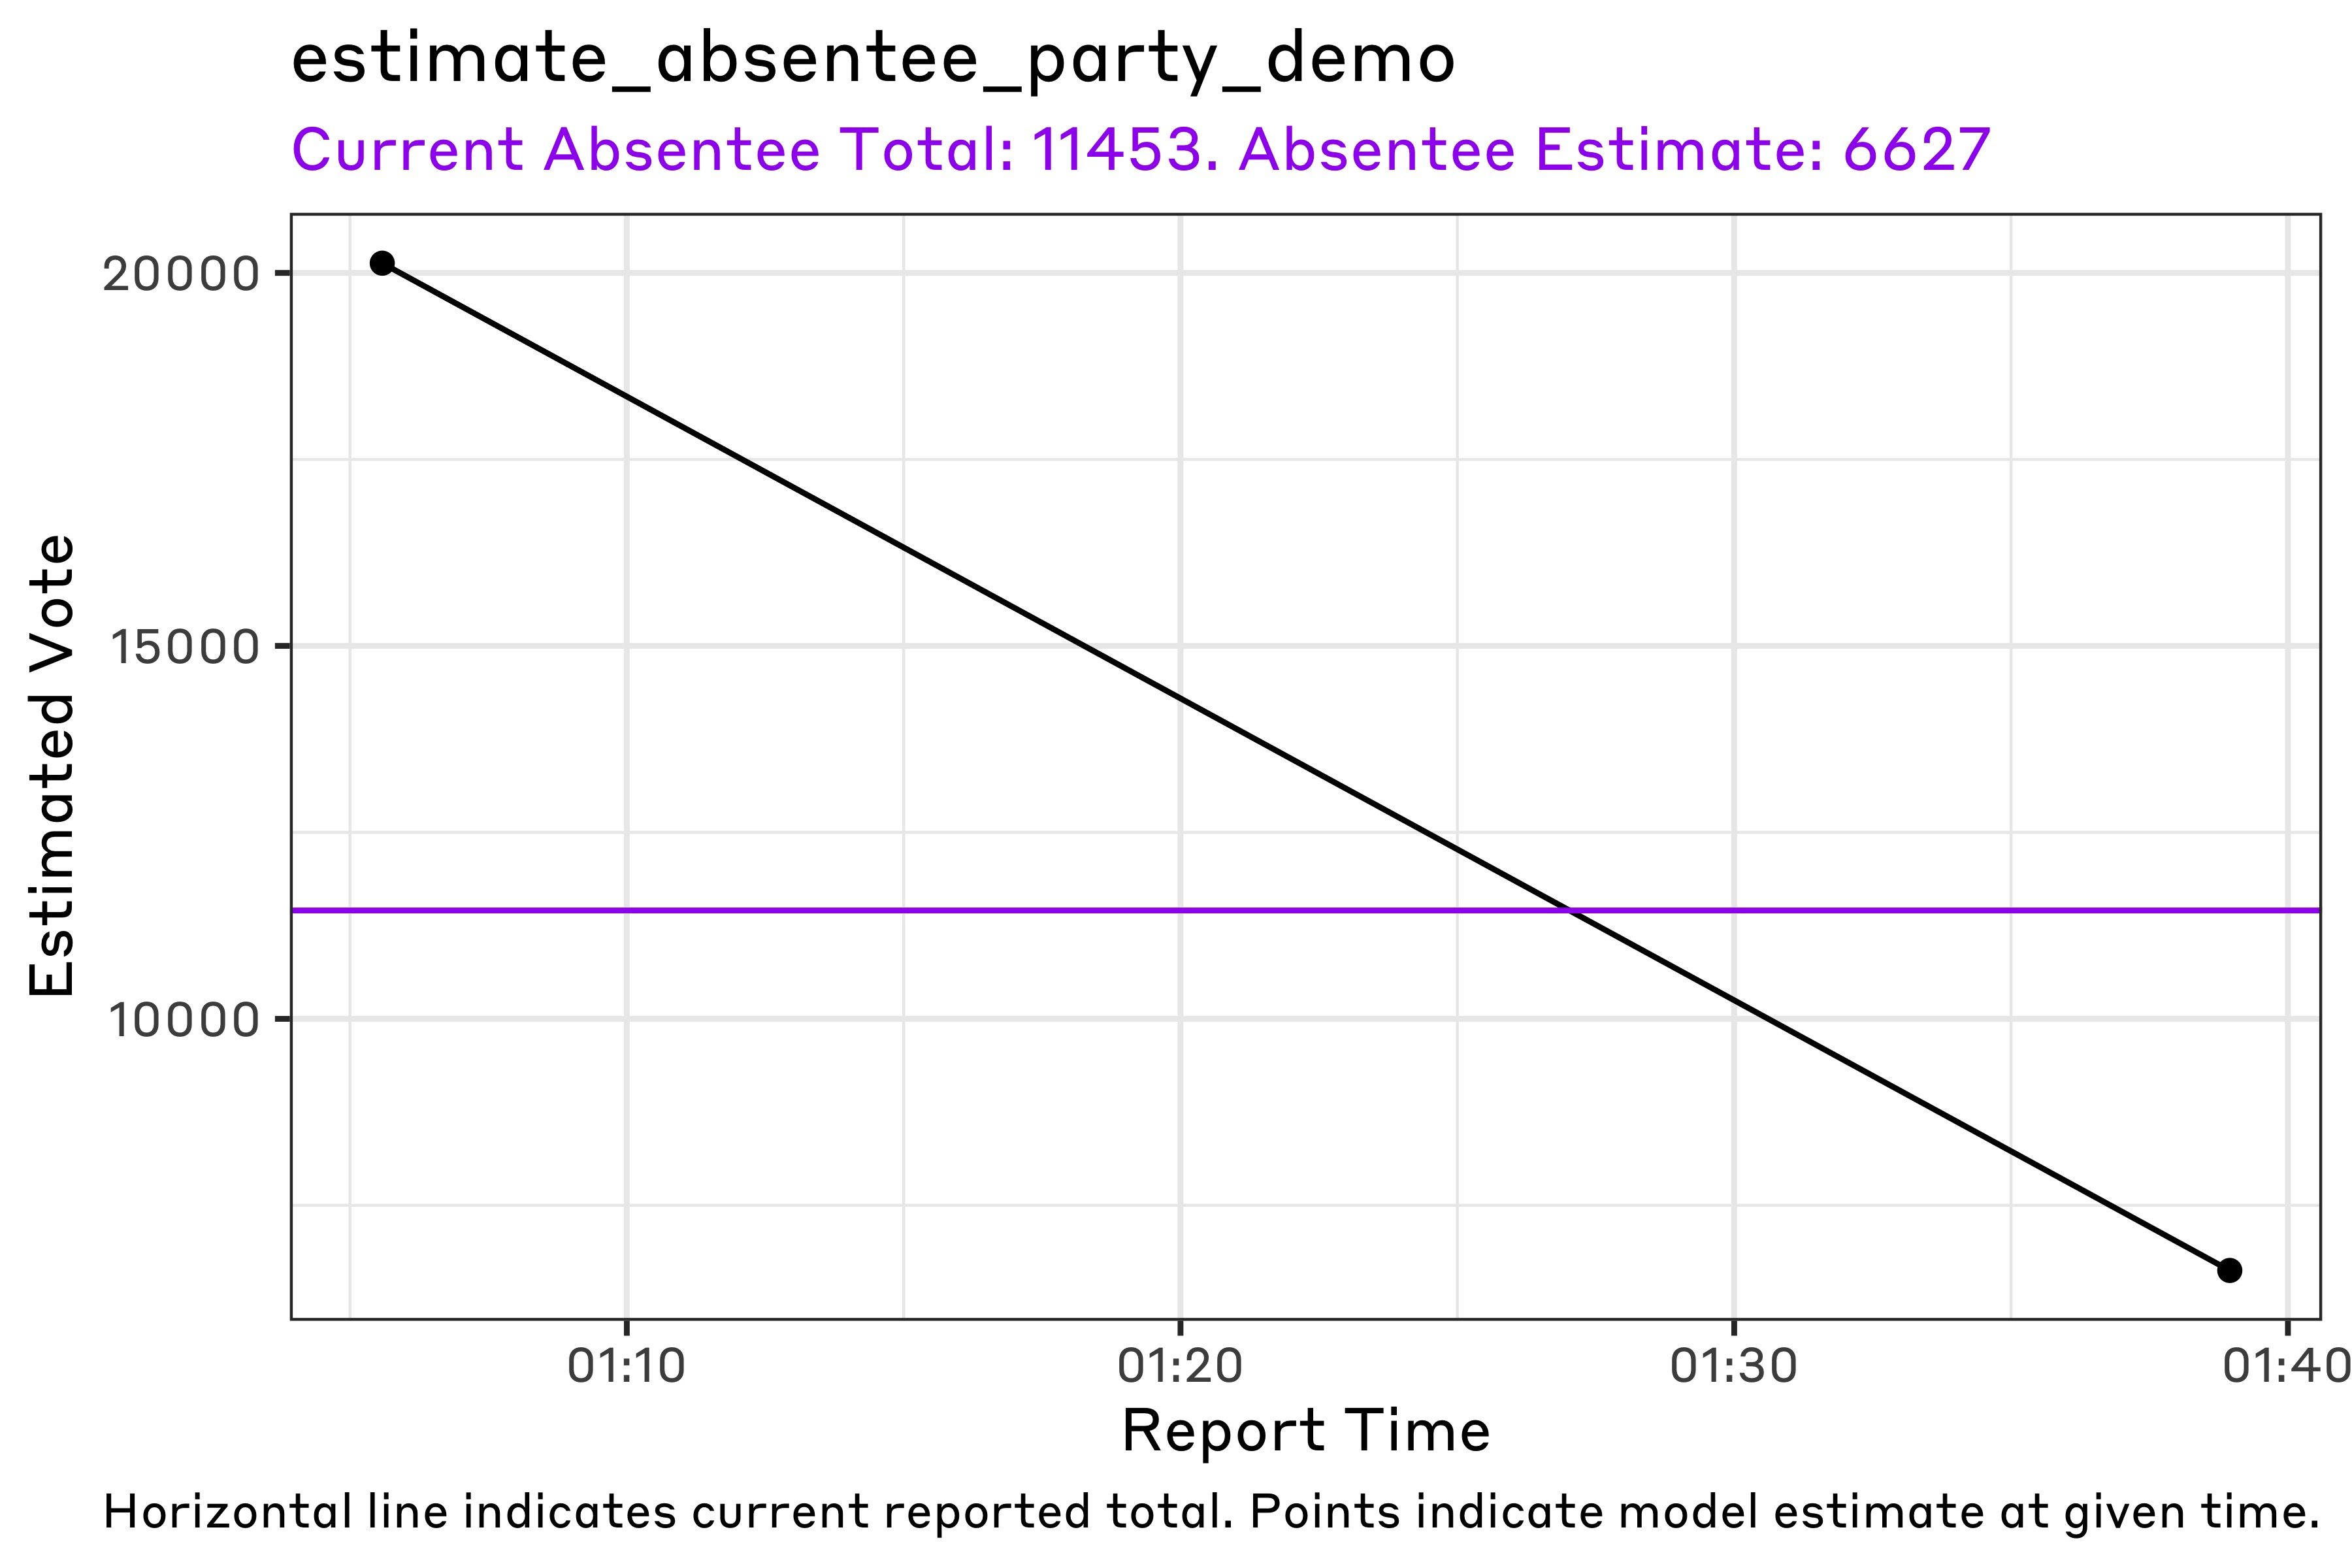 estimate_absentee_party_demo
Current Absentee Total: 11453. Absentee Estimate: 6627
20000
15000
10000
Estimated Vote
01:10 01:20 01:30 01:40
Report Time
Horizontal line indicates current reported total. Points indicate model estimate at given time.